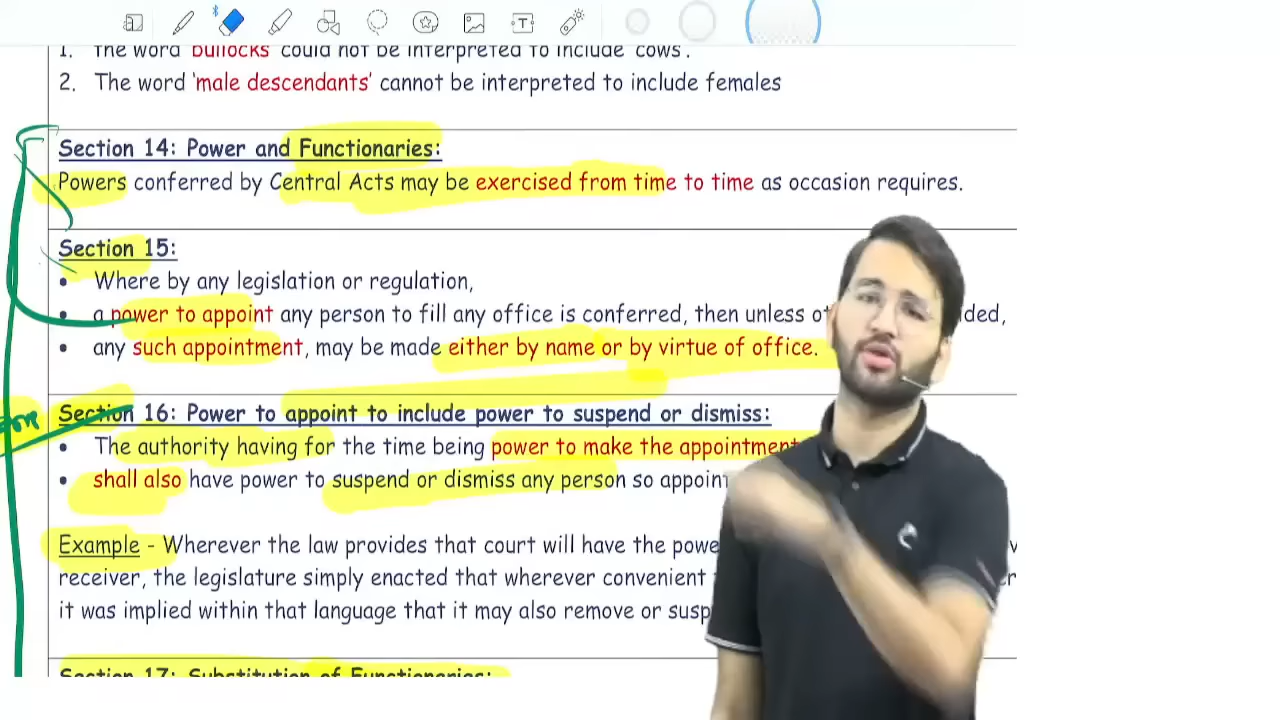 1. The word 'bullocks' could not be interpreted to include 'cows'.
2. The word 'male descendants' cannot be interpreted to include females
Section 14: Power and Functionaries:
Powers conferred by Central Acts may be exercised from time to time as occasion requires.
Section 15:
• Where by any legislation or regulation,
• a power to appoint any person to fill any office is conferred, then unless
• any such appointment, may be made either by name or by virtue of office.
Section 16: Power to appoint to include power to suspend or dismiss:
• The authority having for the time being power to make the appointment
• shall also have power to suspend or dismiss any person so
Example - Wherever the law provides that court will have the
receiver, the legislature simply enacted that wherever convenient
it was implied within that language that it may also remove or
Section 17: Substitution of Functionaries: